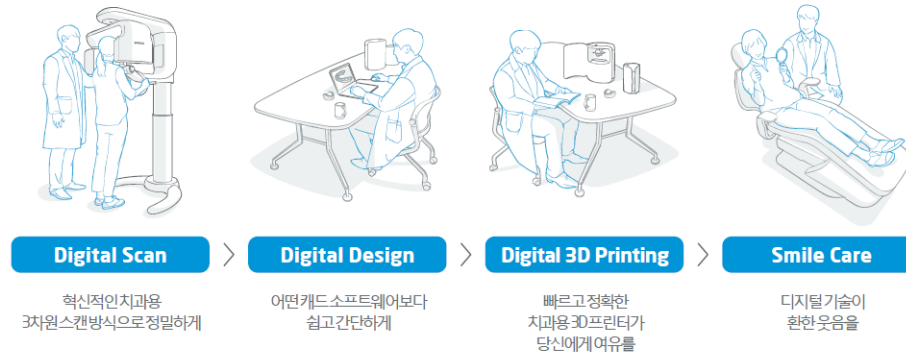 Digital Scan
혁신적인 치과용
3차원 스캔 방식으로 정밀하게
Digital Design
어떤 캐드 소프트웨어보다
쉽고 간단하게
Digital 3D Printing
빠르고 정확한
치과용 3D 프린터가
당신에게 여유를
Smile Care
디지털 기술이
환한 웃음을